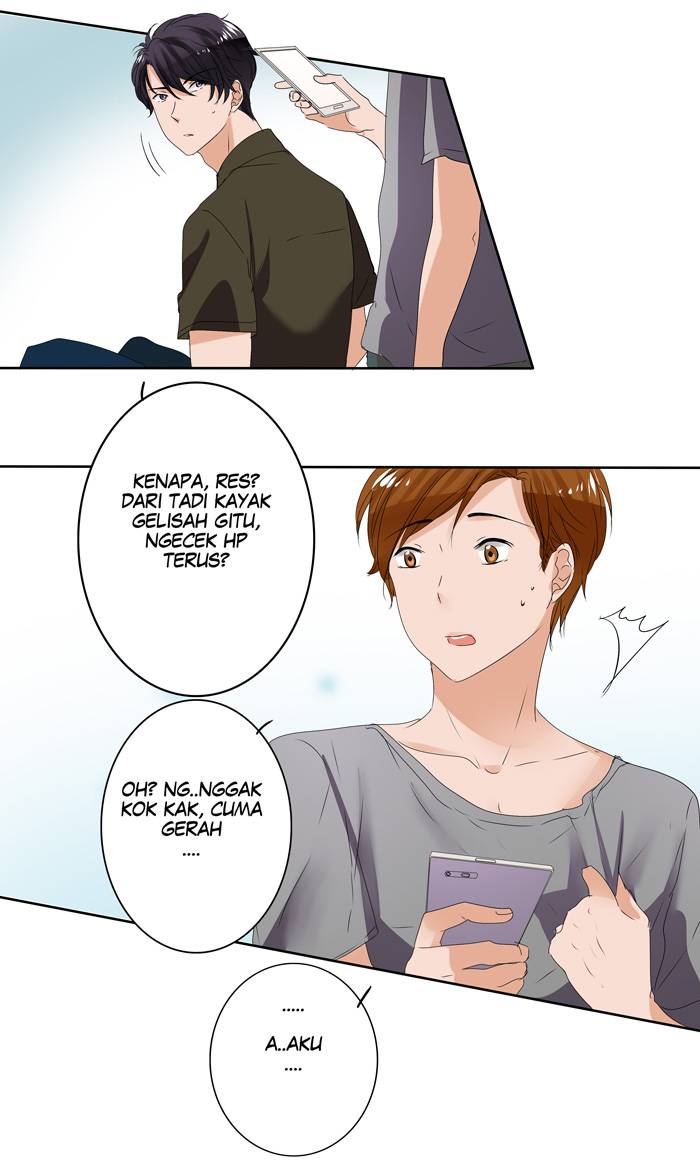 KENAPA, RES?
DARI TADI KAYAK
GELISAH GITU,
NGECEK HP
TERUS?
OH? NG..NGGAK
KOK KAK, CUMA
GERAH
....
.....
A..AKU
....